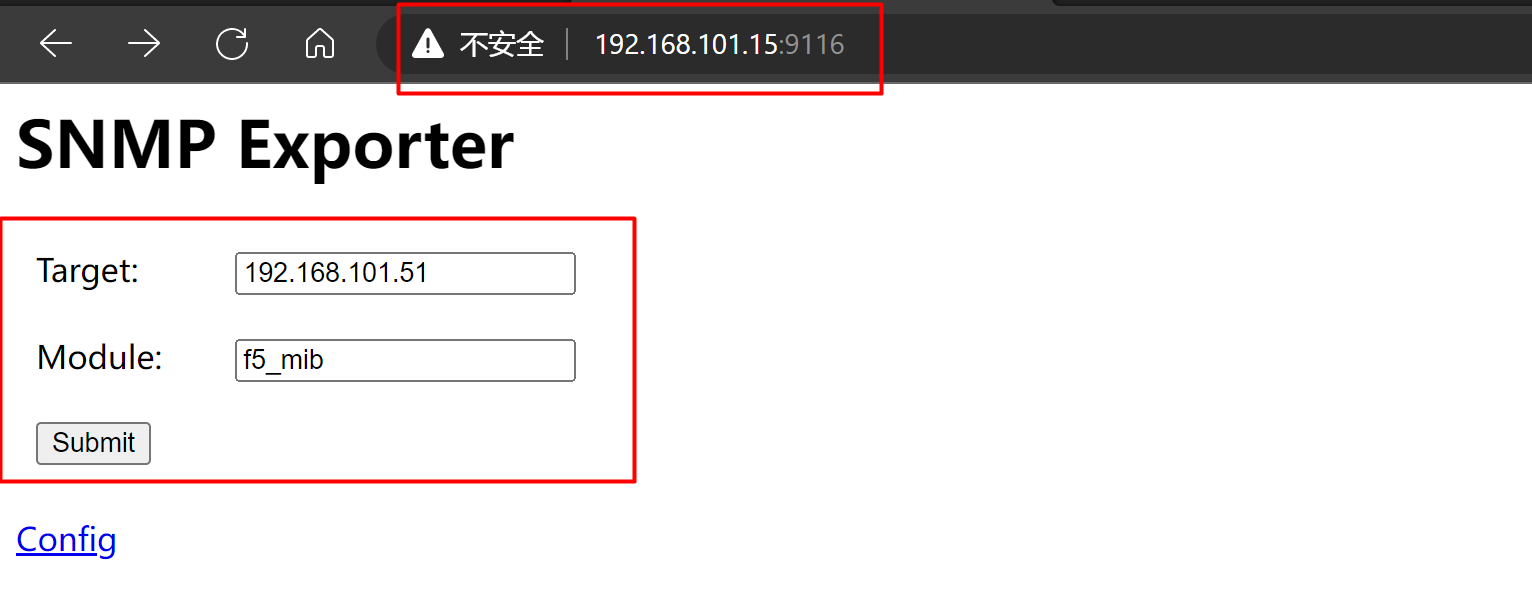 不安全 192.168.101.15:9116
SNMP Exporter
Target: 192.168.101.51
Module: f5_mib
Submit
Config